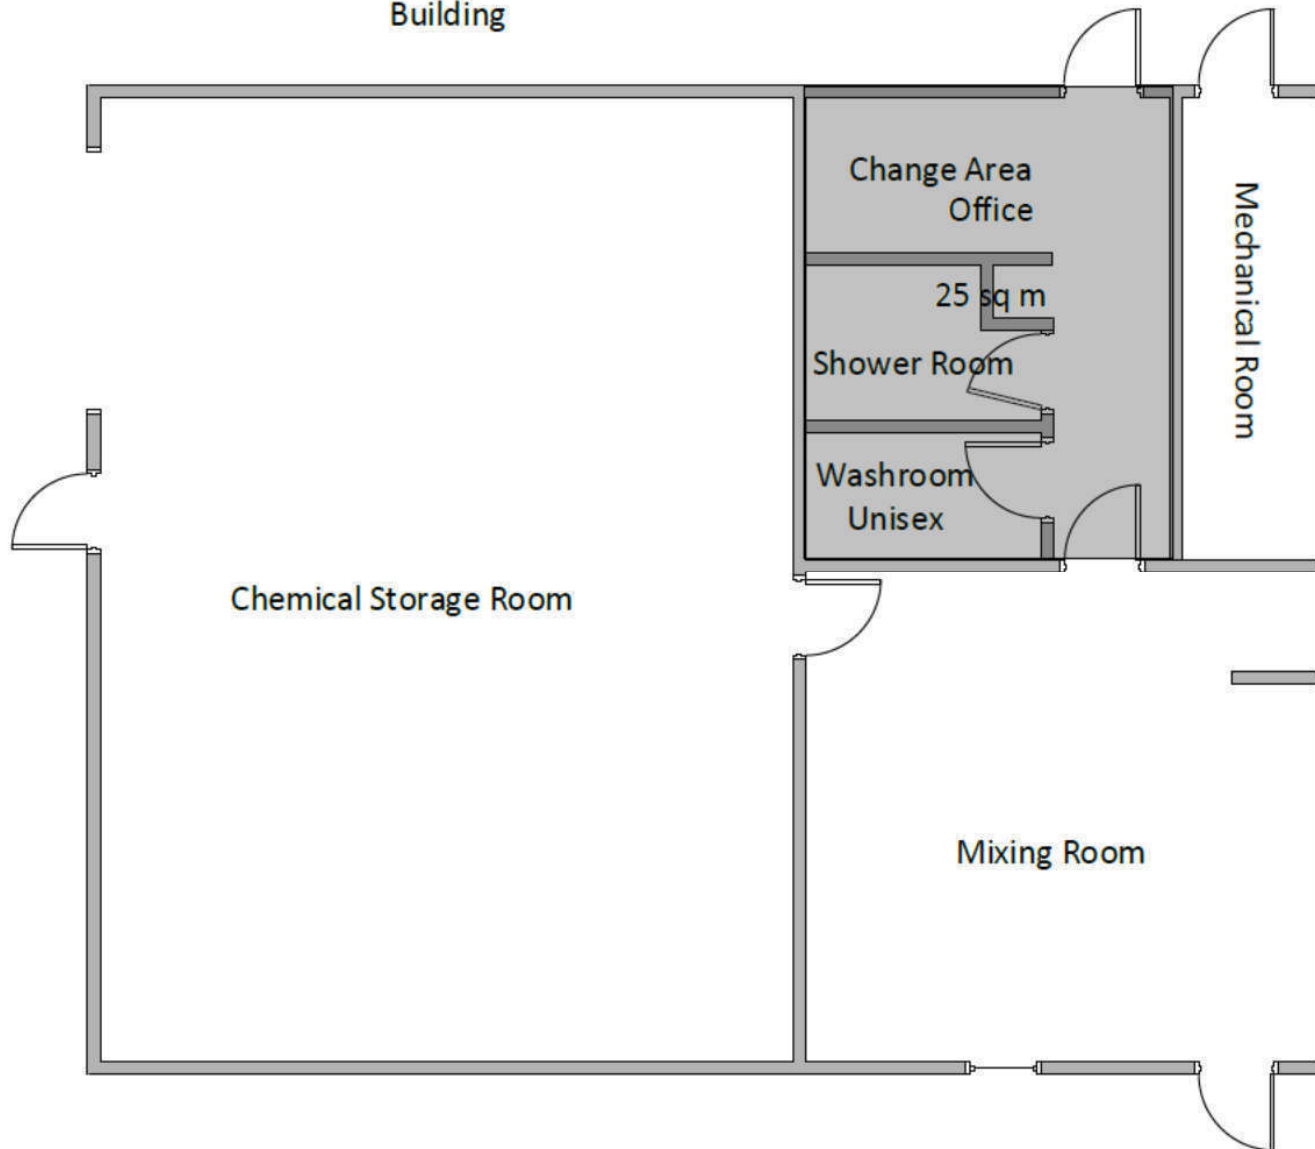 Building
Change Area
Office
25 sq m
Shower Room
Washroom
Unisex
Mechanical Room
Chemical Storage Room
Mixing Room